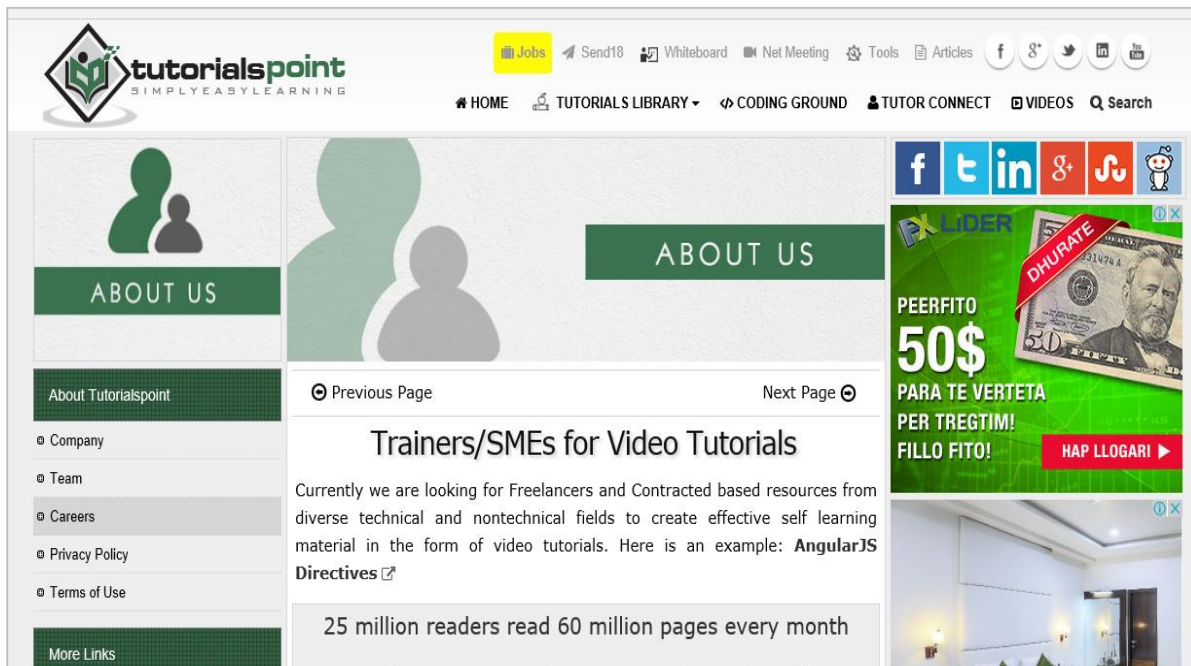 Jobs Send18 Whiteboard Net Meeting Tools Articles
tutorialspoint
SIMPLYEASYLEARNING
HOME TUTORIALS LIBRARY CODING GROUND TUTOR CONNECT VIDEOS Search
ABOUT US
ABOUT US
About Tutorialspoint
Company
Team
Careers
Privacy Policy
Terms of Use
More Links
Previous Page Next Page
Trainers/SMEs for Video Tutorials
Currently we are looking for Freelancers and Contracted based resources from
diverse technical and nontechnical fields to create effective self learning
material in the form of video tutorials. Here is an example: AngularJS
Directives
25 million readers read 60 million pages every month
FX LiDER
DHURATE
PEERFITO
50$
PARA TE VERTETA
PER TREGTIM!
FILLO FITO!
HAP LLOGARI